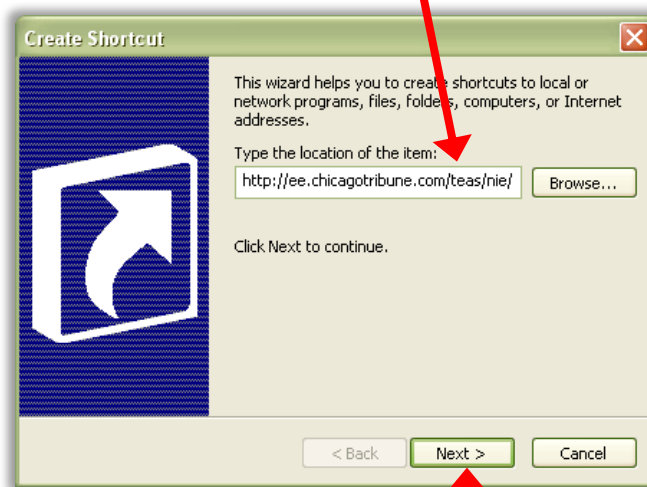 Create Shortcut
This wizard helps you to create shortcuts to local or
network programs, files, folders, computers, or Internet
addresses.
Type the location of the item:
http://ee.chicagotribune.com/teas/nie/
Browse...
Click Next to continue.
< Back
Next >
Cancel